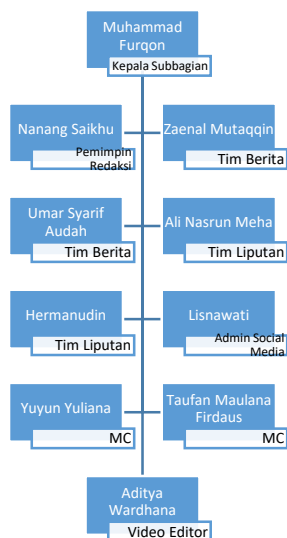 Muhammad
Furqon
Kepala Subbagian
Nanang Saikhu
Pemimpin
Redaksi
Zaenal Mutaqqin
Tim Berita
Umar Syarif
Audah
Tim Berita
Ali Nasrun Meha
Tim Liputan
Hermanudin
Tim Liputan
Lisnawati
Admin Social
Media
Yuyun Yuliana
MC
Taufan Maulana
Firdaus
MC
Aditya
Wardhana
Video Editor